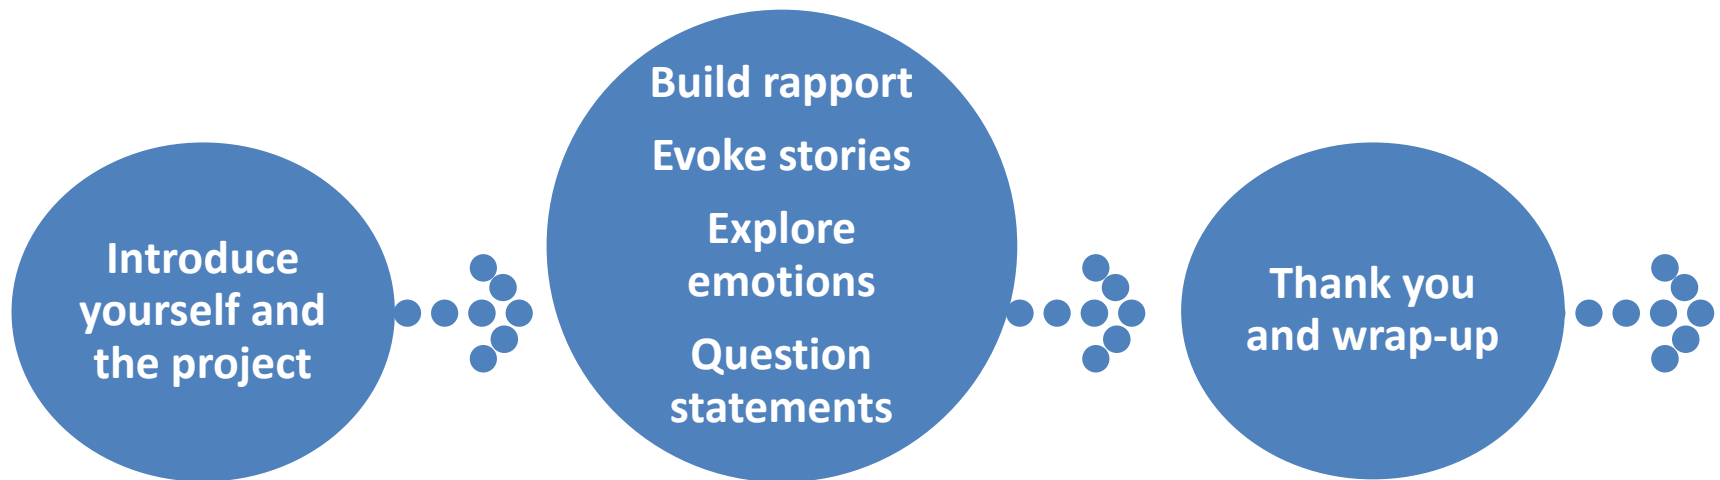 Introduce
yourself and
the project
Build rapport
Evoke stories
Explore
emotions
Question
statements
Thank you
and wrap-up